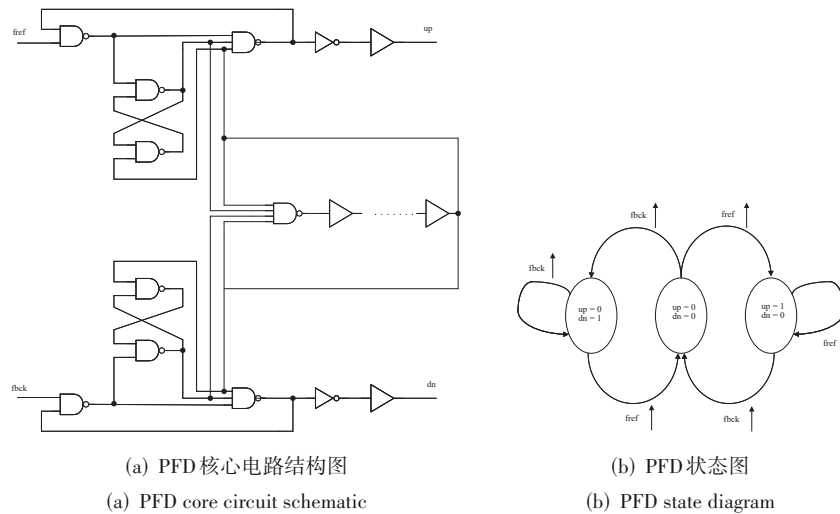 fref
up
fbck
dn
fbck
fref
fbck
up = 0
dn = 1
up = 0
dn = 0
up = 1
dn = 0
fref
fref
fbck
(a) PFD核心电路结构图
(a) PFD core circuit schematic
(b) PFD状态图
(b) PFD state diagram